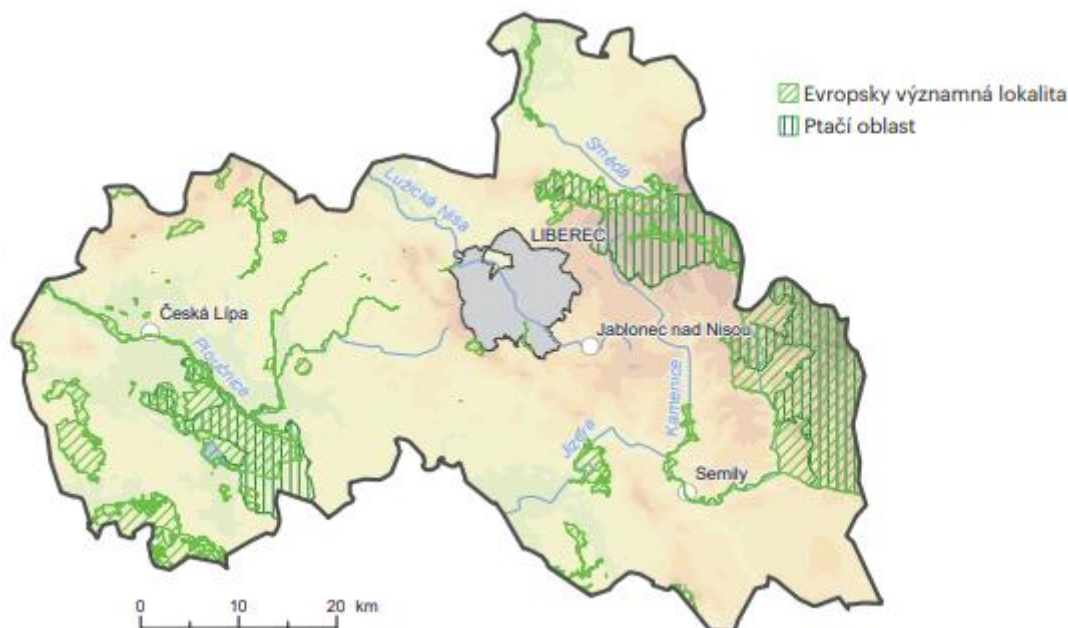 Evropsky významná lokalita
Ptačí oblast
Smědá
Lužická Nisa
LIBEREC
Česká Lípa
Ploučnice
Jablonec nad Nisou
Kamenice
Jizera
Semily
0 10 20 km